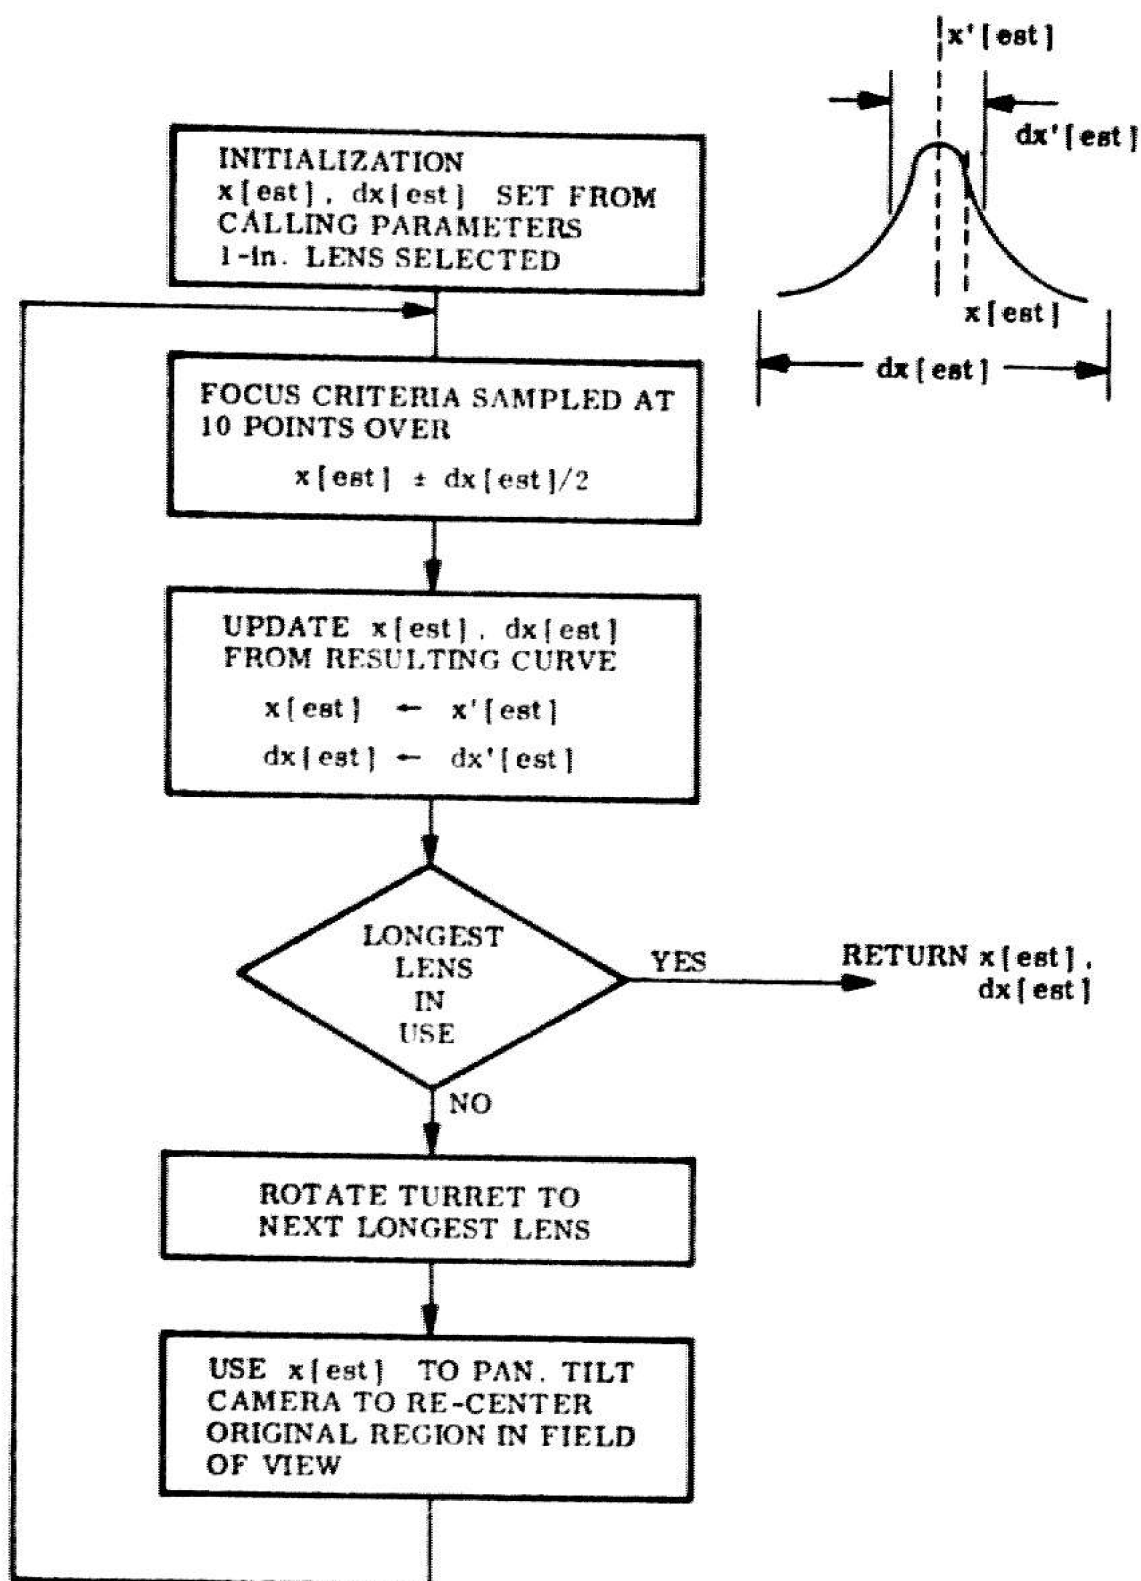 x'[est]
dx'[est]
x[est]
dx[est]
INITIALIZATION
x[est], dx[est] SET FROM
CALLING PARAMETERS
1-in. LENS SELECTED
FOCUS CRITERIA SAMPLED AT
10 POINTS OVER
x[est] ± dx[est]/2
UPDATE x[est], dx[est]
FROM RESULTING CURVE
x[est] ← x'[est]
dx[est] ← dx'[est]
LONGEST
LENS
IN
USE
YES
RETURN x[est],
dx[est]
NO
ROTATE TURRET TO
NEXT LONGEST LENS
USE x[est] TO PAN, TILT
CAMERA TO RE-CENTER
ORIGINAL REGION IN FIELD
OF VIEW